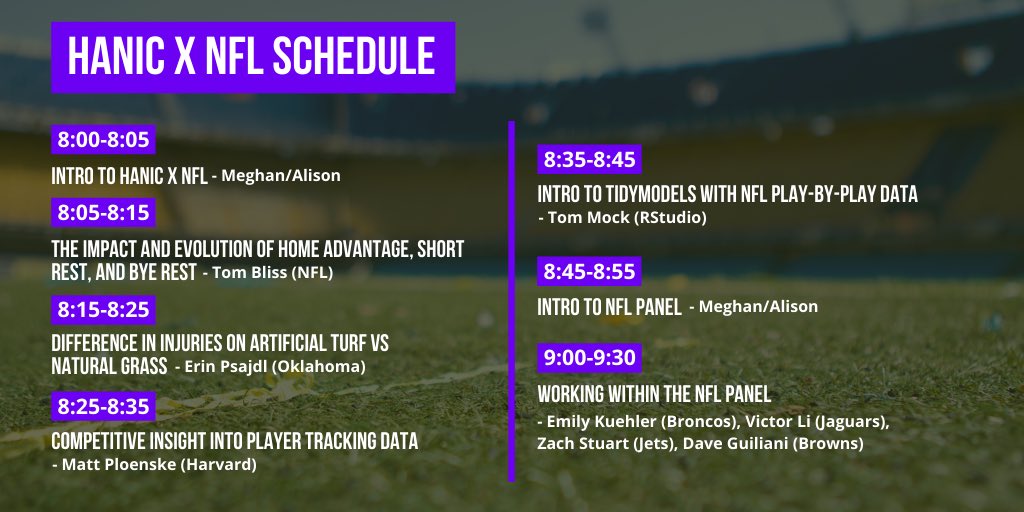 HANIC X NFL SCHEDULE
8:00-8:05
INTRO TO HANIC X NFL - Meghan/Alison
8:05-8:15
THE IMPACT AND EVOLUTION OF HOME ADVANTAGE, SHORT
REST, AND BYE REST - Tom Bliss (NFL)
8:15-8:25
DIFFERENCE IN INJURIES ON ARTIFICIAL TURF VS
NATURAL GRASS - Erin Psajdl (Oklahoma)
8:25-8:35
COMPETITIVE INSIGHT INTO PLAYER TRACKING DATA
- Matt Ploenske (Harvard)
8:35-8:45
INTRO TO TIDYMODELS WITH NFL PLAY-BY-PLAY DATA
- Tom Mock (RStudio)
8:45-8:55
INTRO TO NFL PANEL - Meghan/Alison
9:00-9:30
WORKING WITHIN THE NFL PANEL
- Emily Kuehler (Broncos), Victor Li (Jaguars),
Zach Stuart (Jets), Dave Guiliani (Browns)